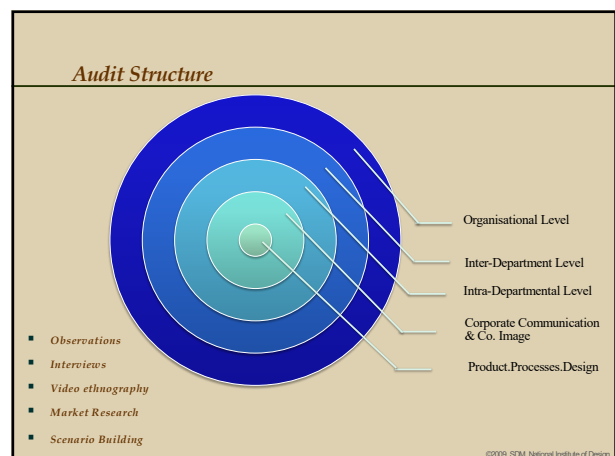 Audit Structure
Organisational Level
Inter-Department Level
Intra-Departmental Level
Corporate Communication
& Co. Image
Product.Processes.Design
Observations
Interviews
Video ethnography
Market Research
Scenario Building
©2009, SDM, National Institute of Design